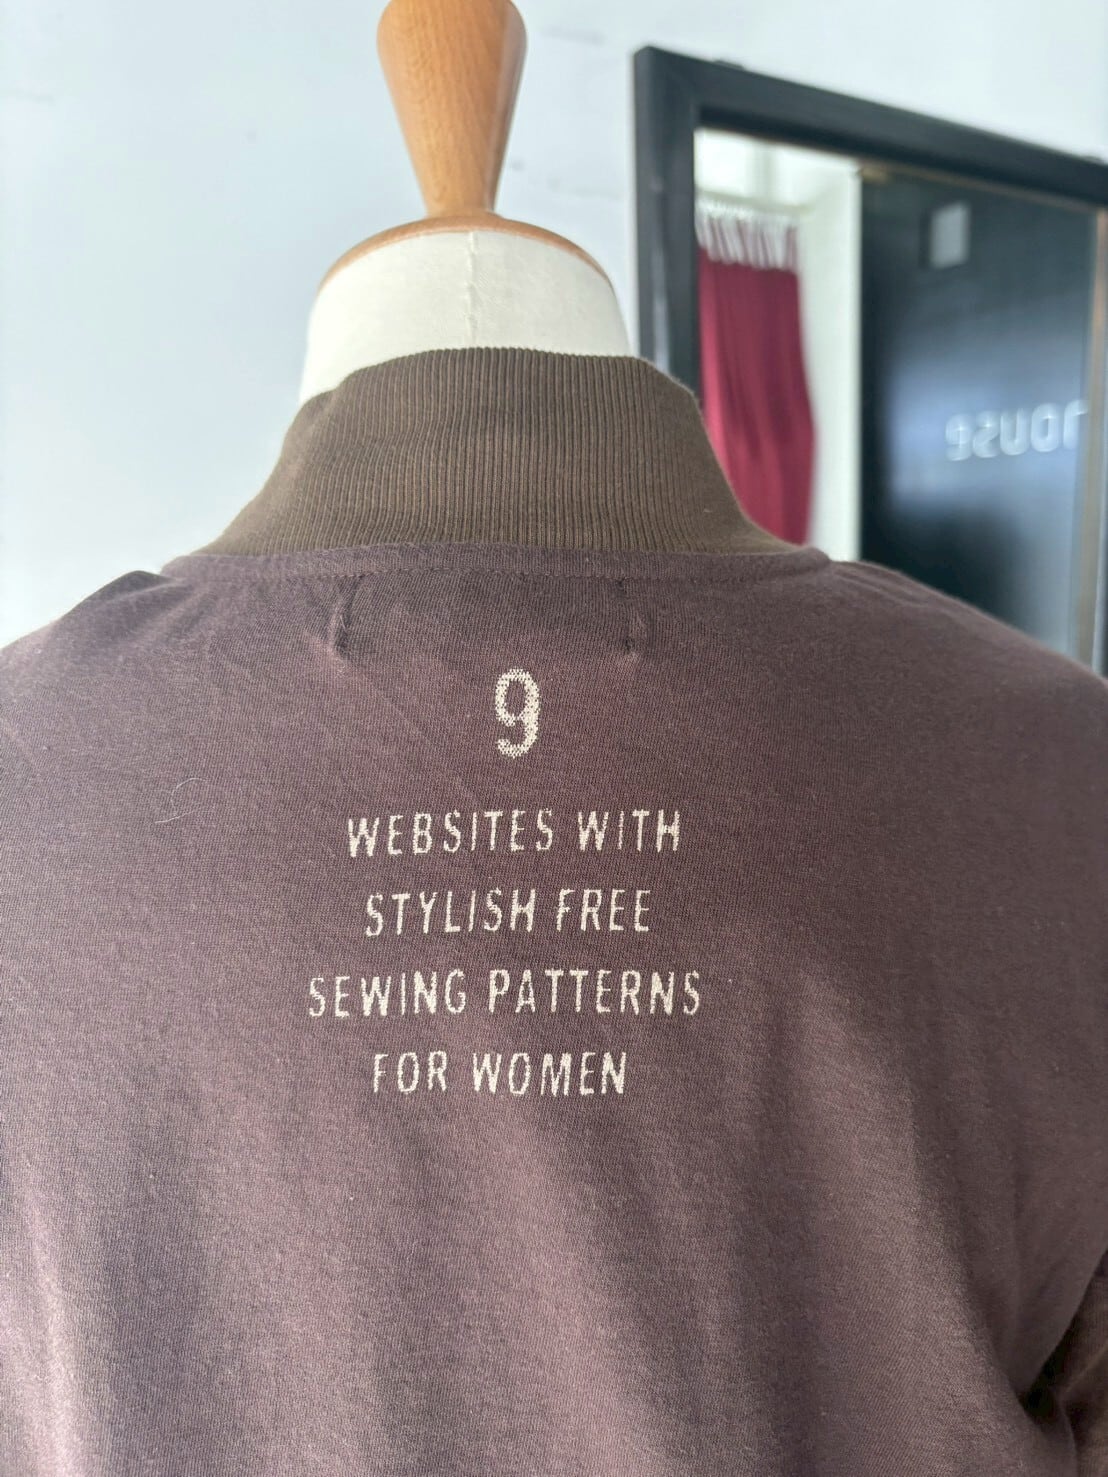 9
WEBSITES WITH
STYLISH FREE
SEWING PATTERNS
FOR WOMEN